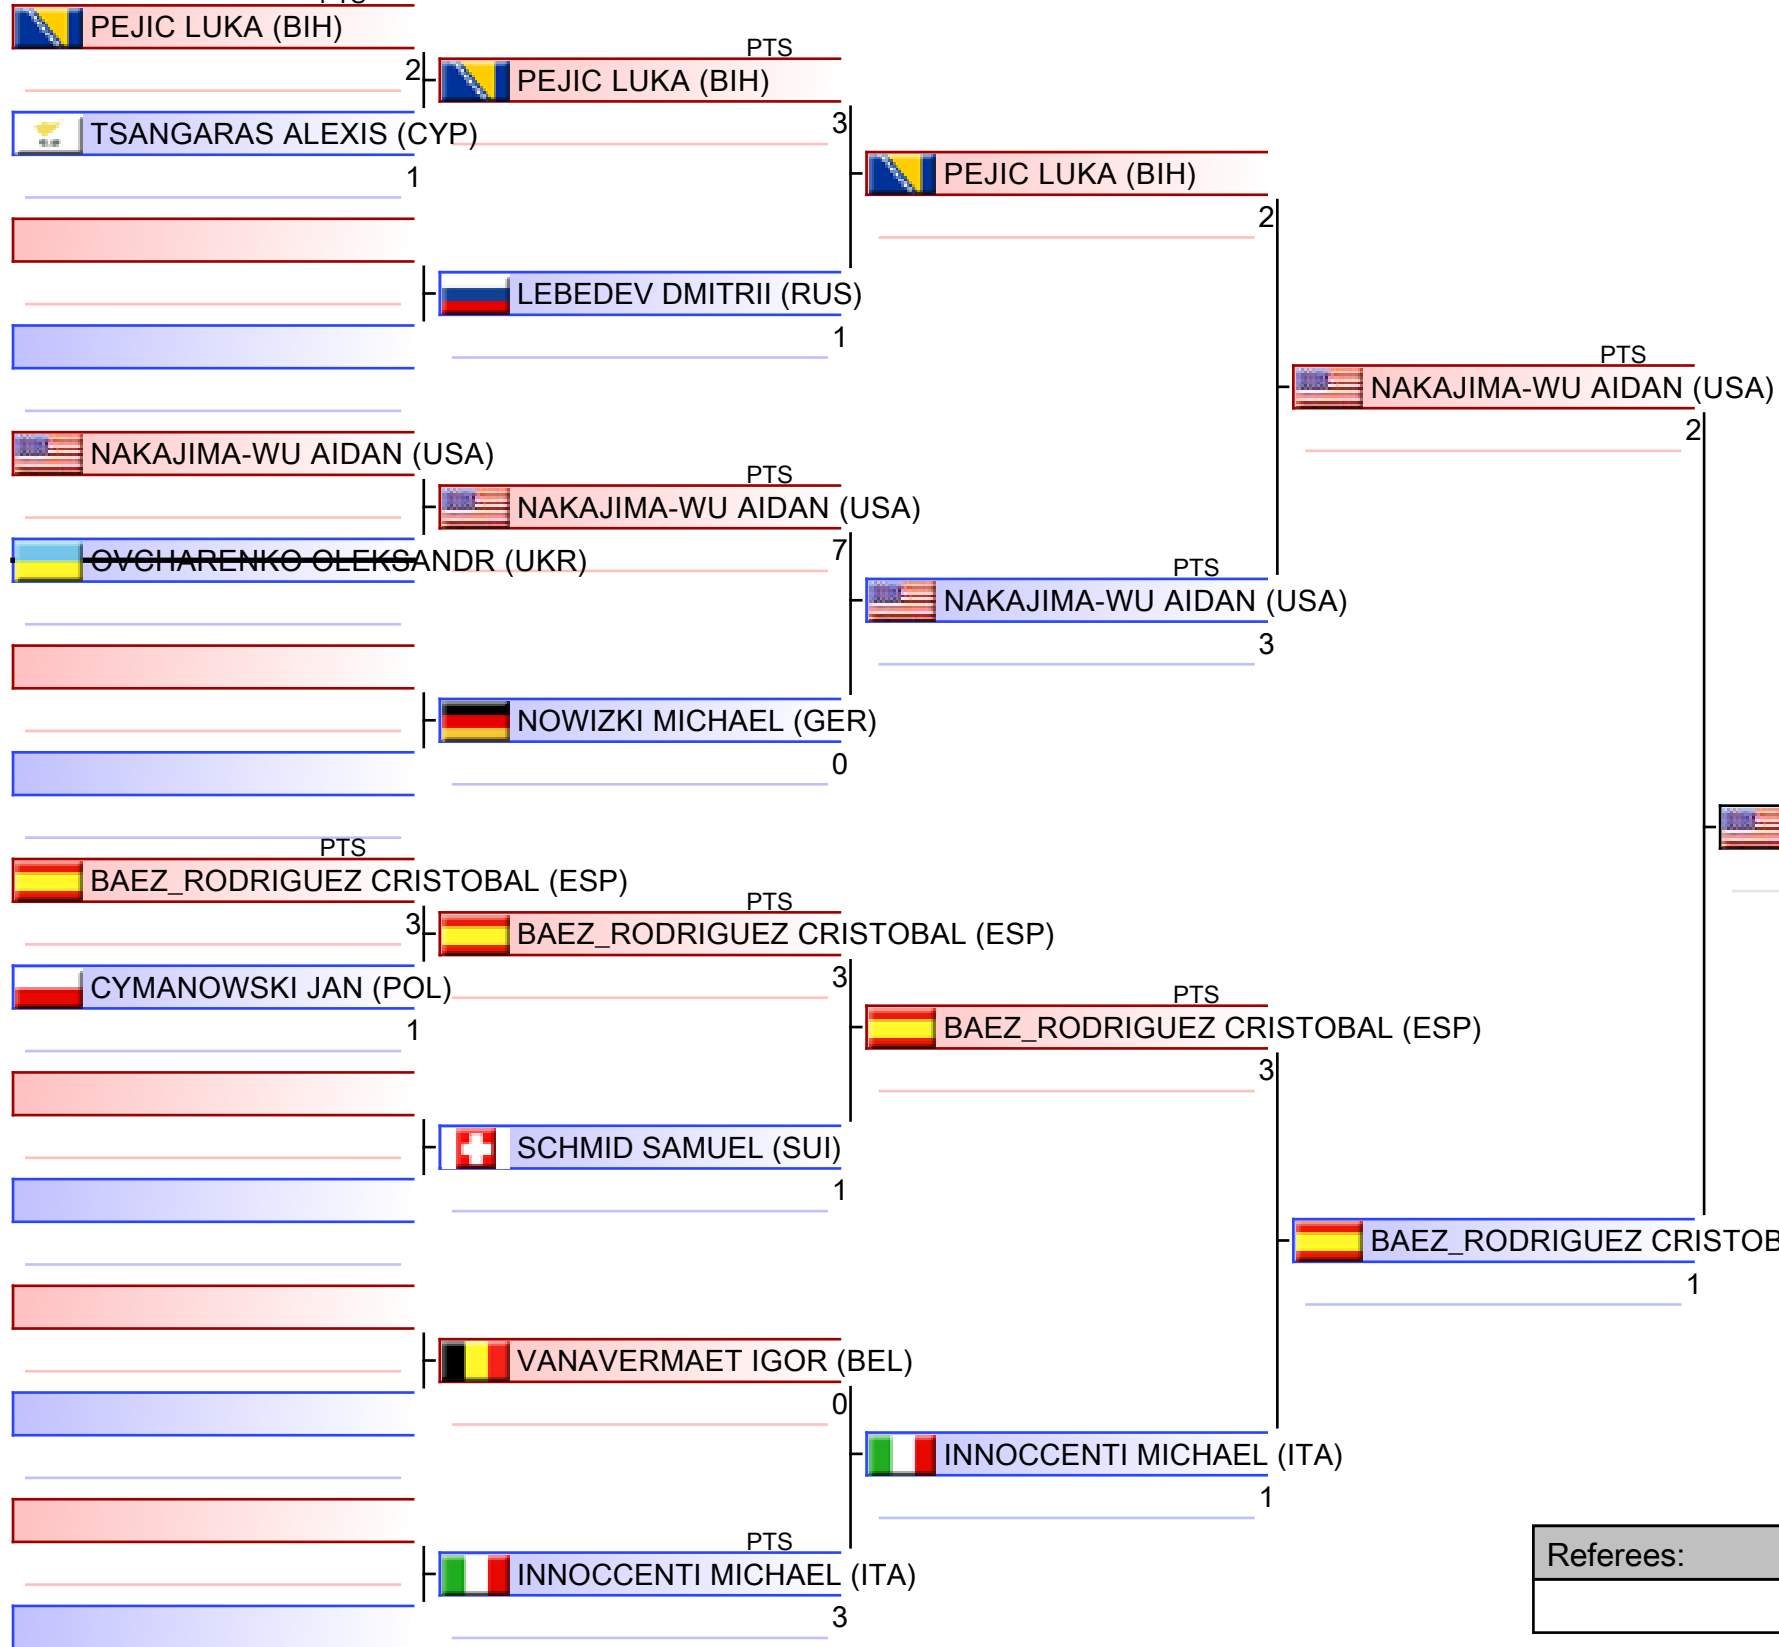 PTS
PEJIC LUKA (BIH)
2
TSANGARAS ALEXIS (CYP)
1
NAKAJIMA-WU AIDAN (USA)
OVCHARENKO OLEKSANDR (UKR)
PTS
BAEZ_RODRIGUEZ CRISTOBAL (ESP)
3
CYMANOWSKI JAN (POL)
1
PTS
PEJIC LUKA (BIH)
3
LEBEDEV DMITRII (RUS)
1
PTS
NAKAJIMA-WU AIDAN (USA)
7
NOWIZKI MICHAEL (GER)
0
PTS
BAEZ_RODRIGUEZ CRISTOBAL (ESP)
3
SCHMID SAMUEL (SUI)
1
VANAVERMAET IGOR (BEL)
0
PTS
INNOCCENTI MICHAEL (ITA)
3
PEJIC LUKA (BIH)
2
PTS
NAKAJIMA-WU AIDAN (USA)
3
PTS
BAEZ_RODRIGUEZ CRISTOBAL (ESP)
3
INNOCCENTI MICHAEL (ITA)
1
PTS
NAKAJIMA-WU AIDAN (USA)
2
BAEZ_RODRIGUEZ CRISTOB
1
Referees: